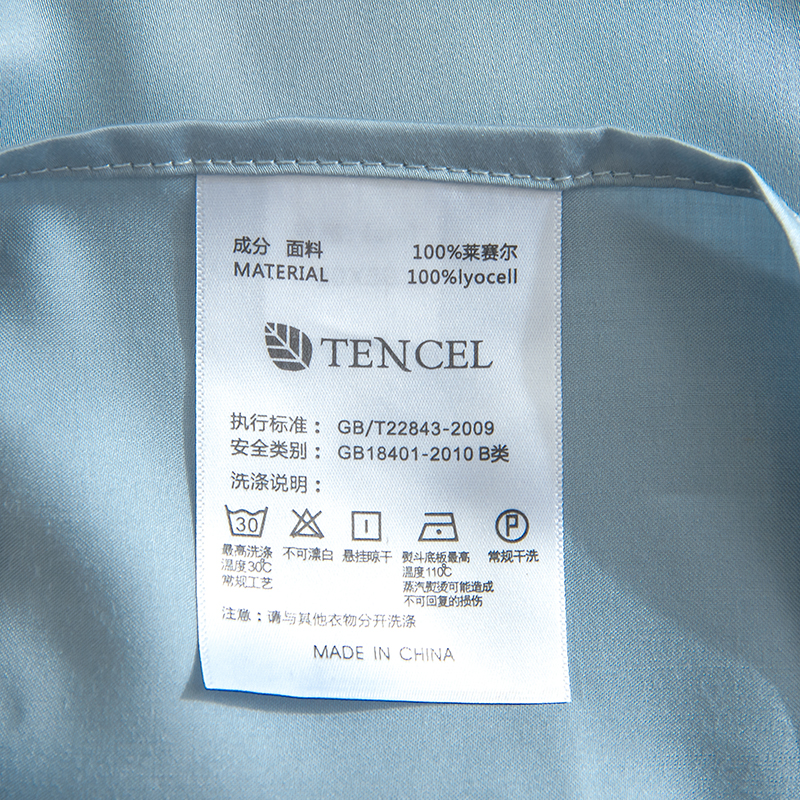 成分 面料 100%莱赛尔
MATERIAL 100%lyocell
TENCEL
执行标准： GB/T22843-2009
安全类别： GB18401-2010 B类
洗涤说明：
30 P
最高洗涤 不可漂白 悬挂晾干 熨斗底板最高 常规干洗
温度30℃ 温度110℃
常规工艺 蒸汽熨烫可能造成
不可回复的损伤
注意：请与其他衣物分开洗涤
MADE IN CHINA